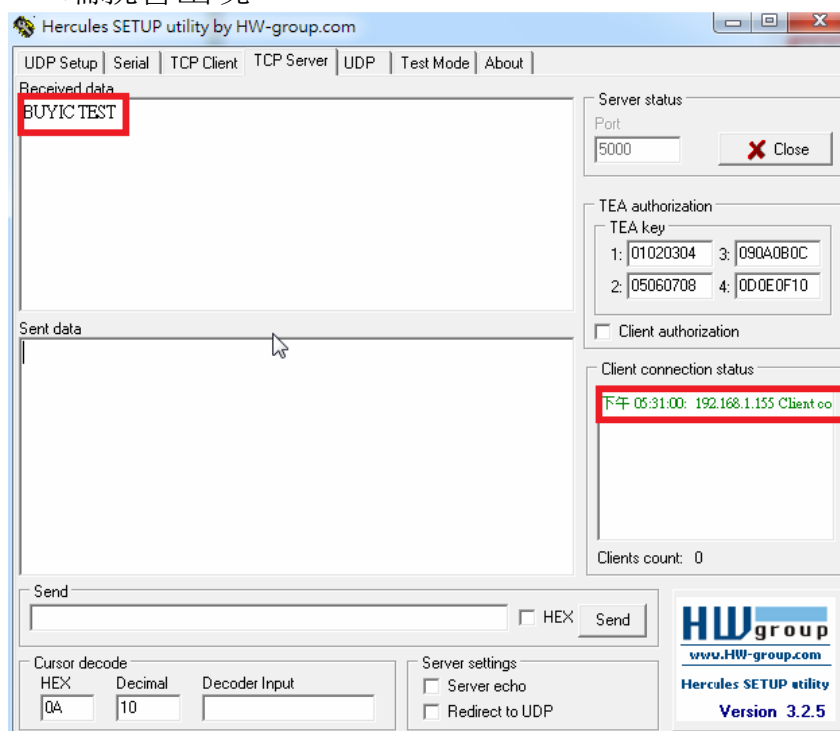 Hercules SETUP utility by HW-group.com
UDP Setup Serial TCP Client TCP Server UDP Test Mode About
Received data
BUYIC TEST
Server status
Port
5000
Close
TEA authorization
TEA key
1: 01020304 3: 090A0B0C
2: 05060708 4: 0D0E0F10
Client authorization
Sent data
Client connection status
下午 05:31:00: 192.168.1.155 Client co
Clients count: 0
Send
HEX Send
Cursor decode
HEX Decimal Decoder Input
0A 10
Server settings
Server echo
Redirect to UDP
HWgroup
www.HW-group.com
Hercules SETUP utility
Version 3.2.5